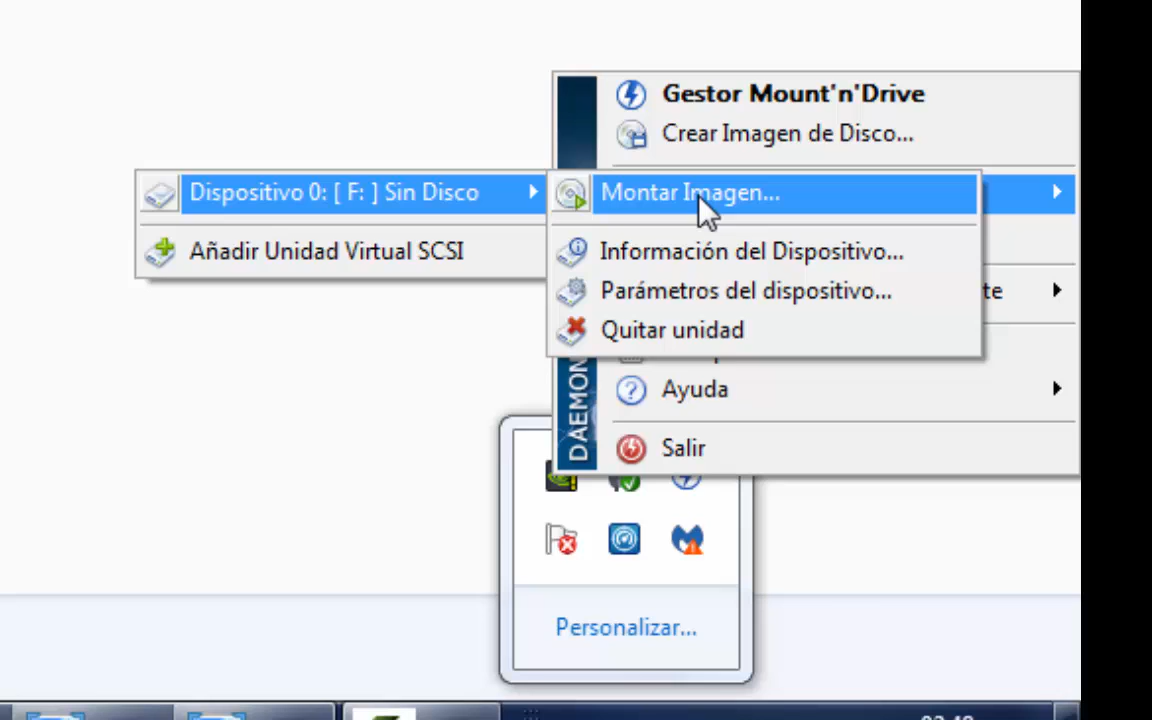 Gestor Mount'n'Drive
Crear Imagen de Disco...
Dispositivo 0: [ F: ] Sin Disco
Montar Imagen...
Añadir Unidad Virtual SCSI
Información del Dispositivo...
Parámetros del dispositivo...
te
Quitar unidad
Ayuda
Salir
DAEMON
Personalizar...